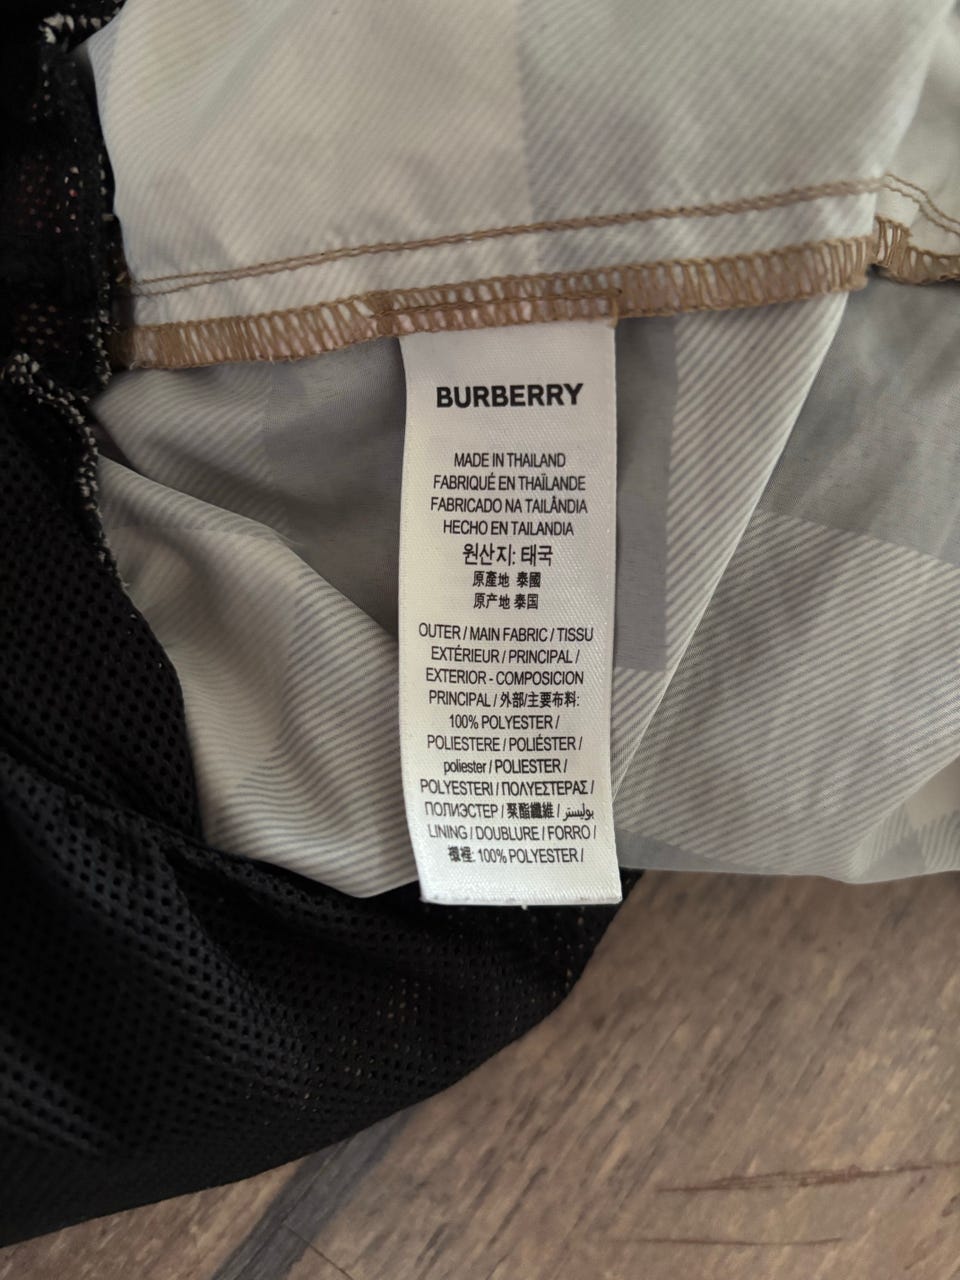 BURBERRY
MADE IN THAILAND
FABRIQUÉ EN THAÏLANDE
FABRICADO NA TAILÂNDIA
HECHO EN TAILANDIA
원산지: 태국
原產地 泰國
原产地 泰国
OUTER / MAIN FABRIC / TISSU
EXTÉRIEUR / PRINCIPAL /
EXTERIOR - COMPOSICION
PRINCIPAL / 外部/主要布料:
100% POLYESTER /
POLIESTERE / POLIÉSTER /
poliester / POLIESTER /
POLYESTERI / ΠΟΛΥΕΣΤΕΡΑΣ /
ПОЛИЭСТЕР / 聚酯纖維 / بوليستر
LINING / DOUBLURE / FORRO /
襯裡: 100% POLYESTER /